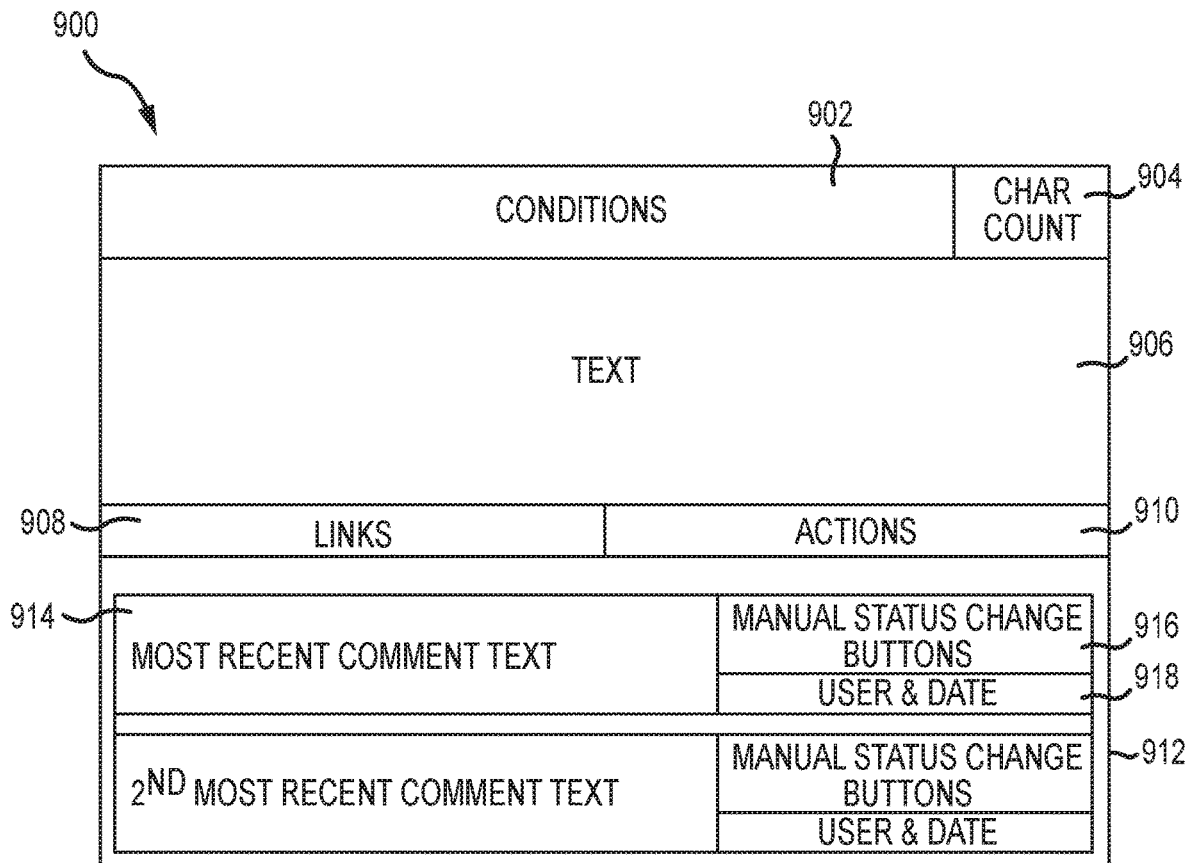 900
902
CONDITIONS
CHAR
COUNT
904
TEXT
906
908
LINKS
ACTIONS
910
914
MOST RECENT COMMENT TEXT
MANUAL STATUS CHANGE
BUTTONS
916
USER & DATE
918
2ND MOST RECENT COMMENT TEXT
MANUAL STATUS CHANGE
BUTTONS
912
USER & DATE